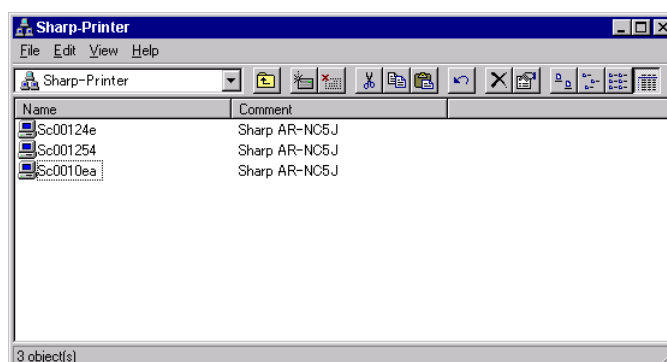 Sharp-Printer
File Edit View Help
Sharp-Printer
Name Comment
Sc00124e Sharp AR-NC5J
Sc001254 Sharp AR-NC5J
Sc0010ea Sharp AR-NC5J
3 object(s)